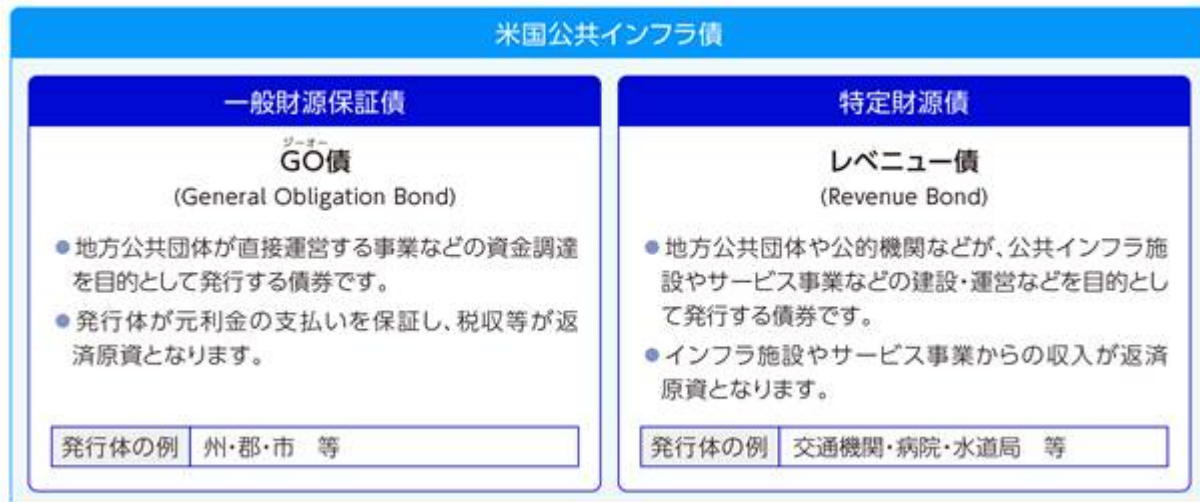 米国公共インフラ債
一般財源保証債
ジーオー
GO債
(General Obligation Bond)
●地方公共団体が直接運営する事業などの資金調達
を目的として発行する債券です。
●発行体が元利金の支払いを保証し、税収等が返
済原資となります。
発行体の例 州・郡・市 等
特定財源債
レベニュー債
(Revenue Bond)
●地方公共団体や公的機関などが、公共インフラ施
設やサービス事業などの建設・運営などを目的とし
て発行する債券です。
●インフラ施設やサービス事業からの収入が返済
原資となります。
発行体の例 交通機関・病院・水道局 等